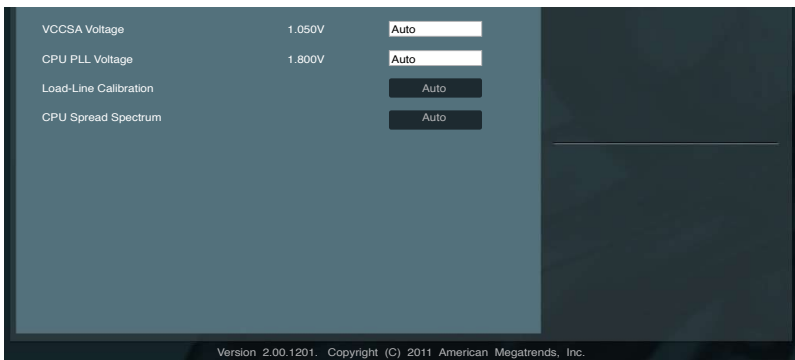 VCCSA Voltage 1.050V Auto
CPU PLL Voltage 1.800V Auto
Load-Line Calibration Auto
CPU Spread Spectrum Auto
Version 2.00.1201. Copyright (C) 2011 American Megatrends, Inc.